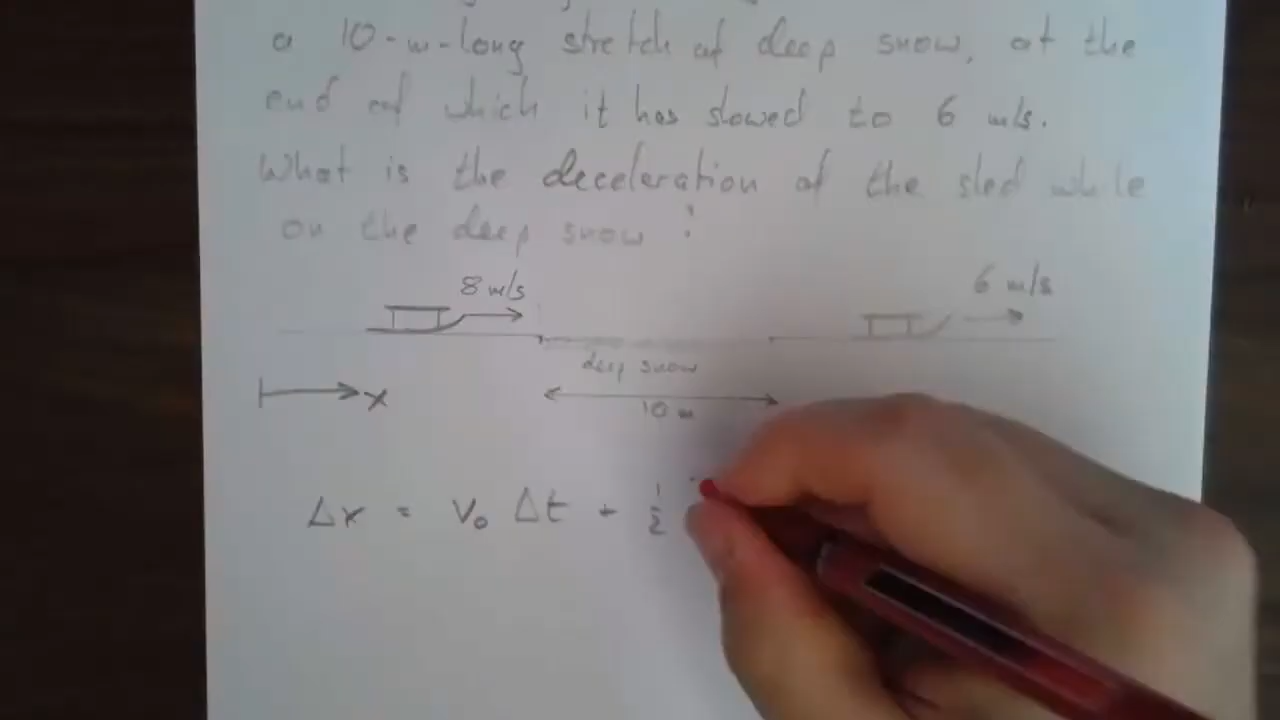 a 10-m-long stretch of deep snow, at the
end of which it has slowed to 6 m/s.
What is the deceleration of the sled while
on the deep snow?
8 m/s
6 m/s
deep snow
x
10 m
Δx = v₀ Δt + 1/2